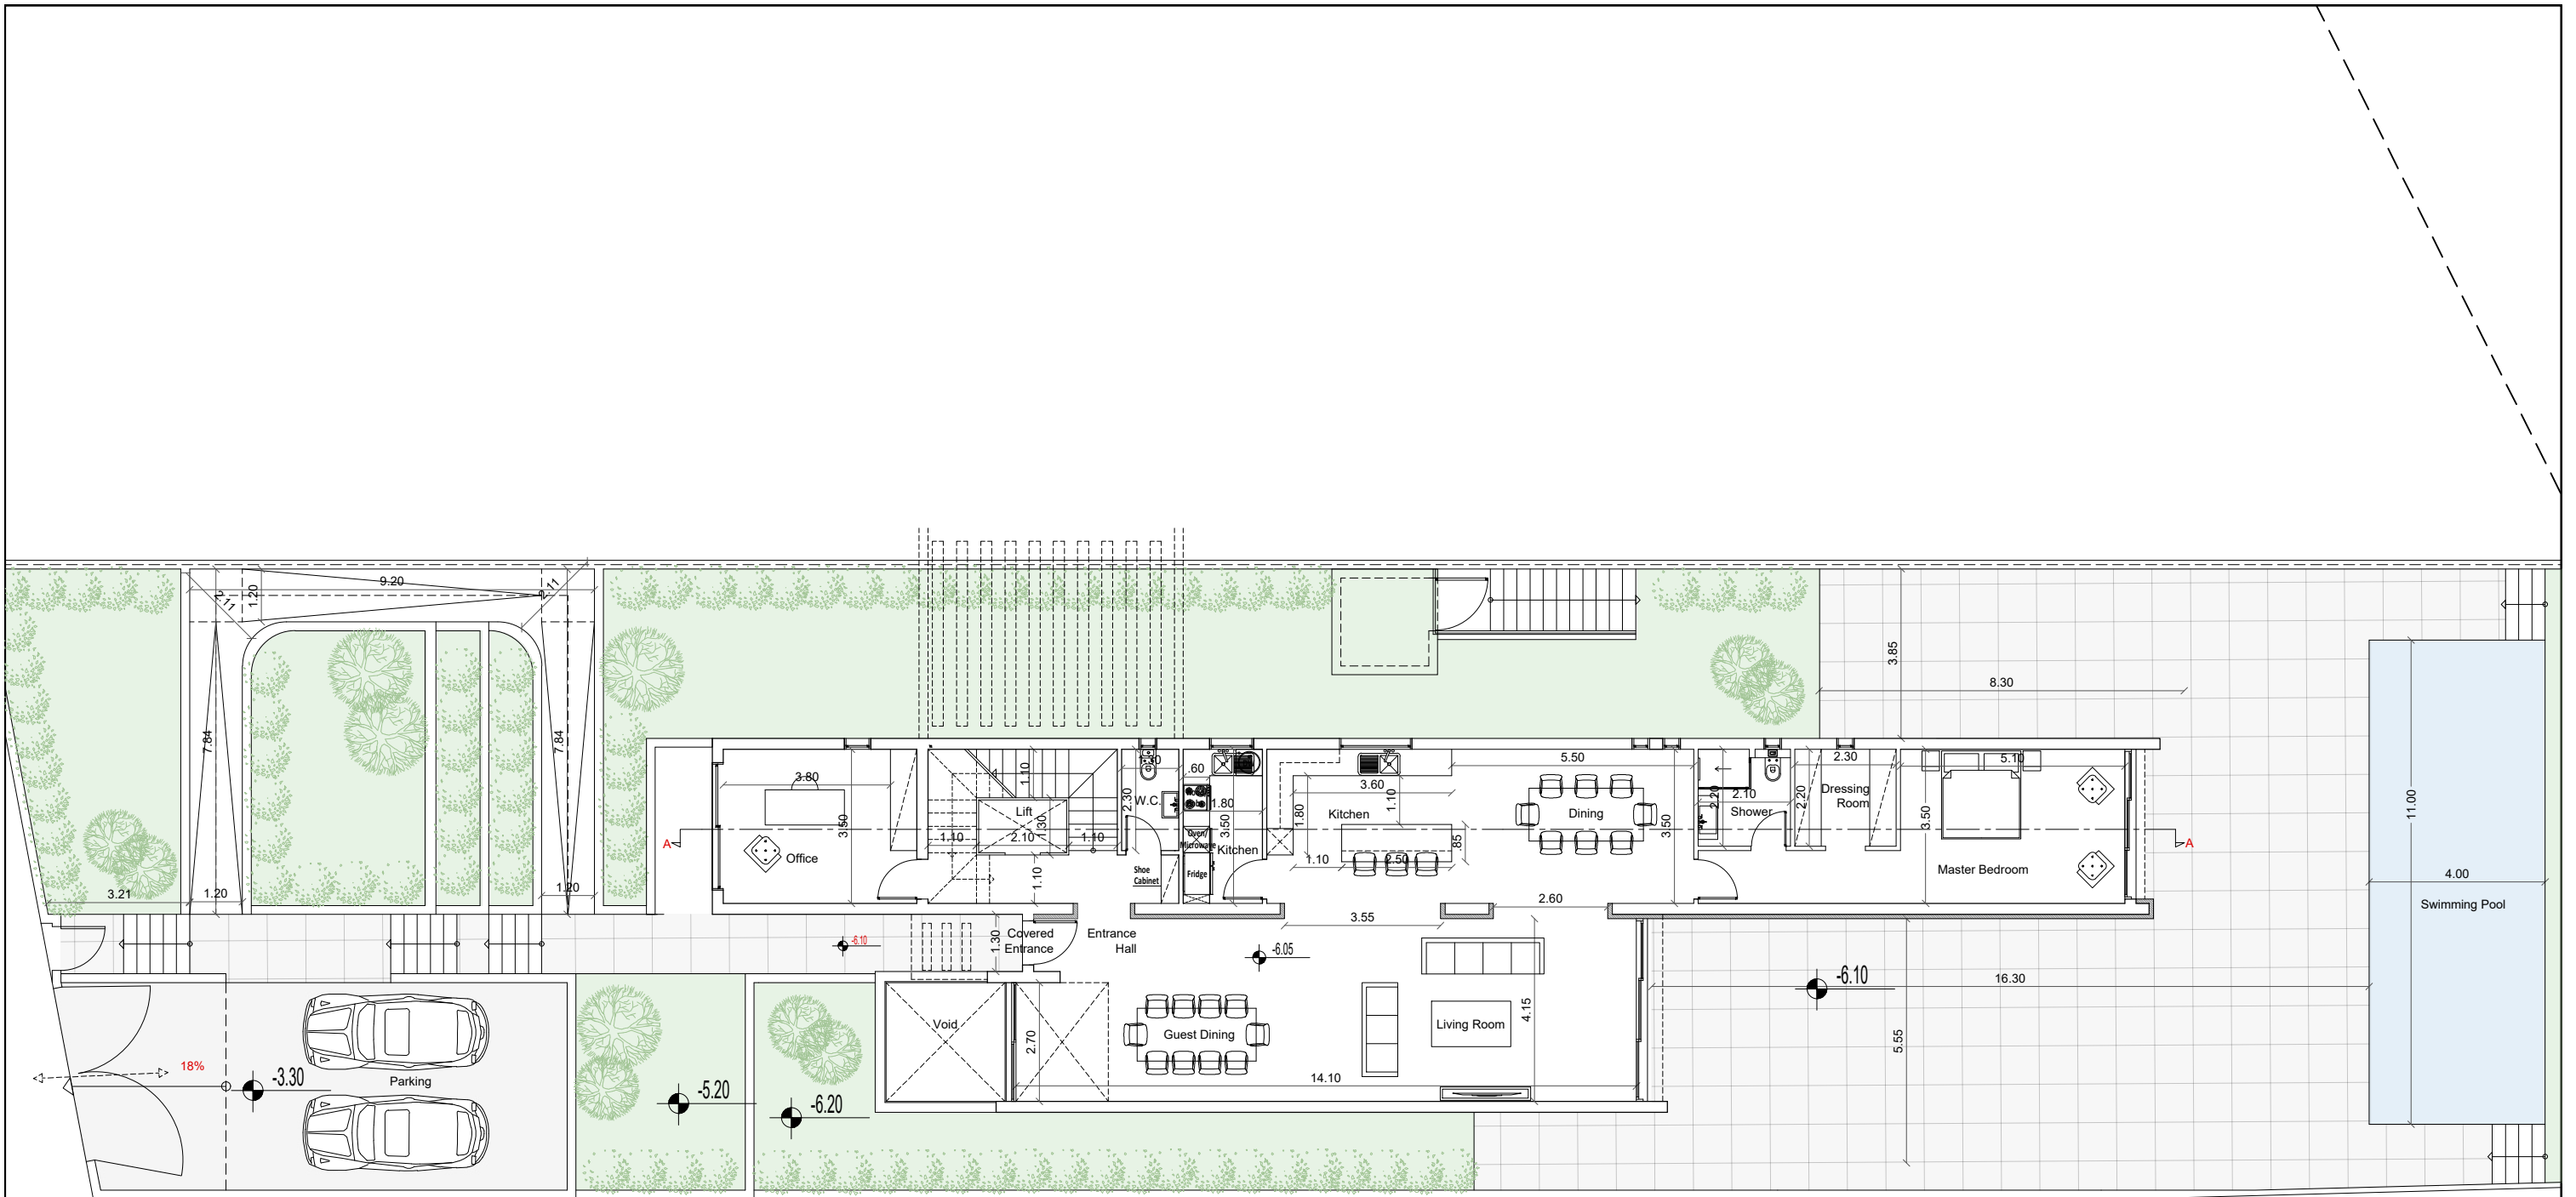 9.20
2.11
1.20
2.11
7.84
7.84
3.21
1.20
1.20
3.85
8.30
11.00
4.00
Swimming Pool
A
3.80
3.50
Office
1.10
Lift
1.30
1.10
2.10
1.10
1.10
2.30
W.C.
Shoe
Cabinet
.60
1.80
Oven/
Microwave
3.50
Kitchen
Fridge
3.60
1.10
1.80
Kitchen
.85
1.10
2.50
5.50
Dining
3.50
2.20
2.10
Shower
2.20
2.30
Dressing
Room
5.10
3.50
Master Bedroom
A
2.60
3.55
-6.10
1.30
Covered
Entrance
Entrance
Hall
-6.05
-6.10
16.30
5.55
4.15
Living Room
Guest Dining
14.10
2.70
Void
18%
-3.30
Parking
-5.20
-6.20